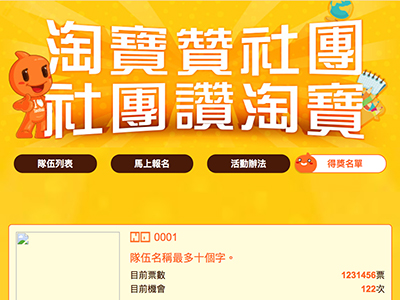 淘寶贊社團
社團讚淘寶
隊伍列表
馬上報名
活動辦法
得獎名單
No 0001
隊伍名稱最多十個字。
目前票數 1231456票
目前機會 122次